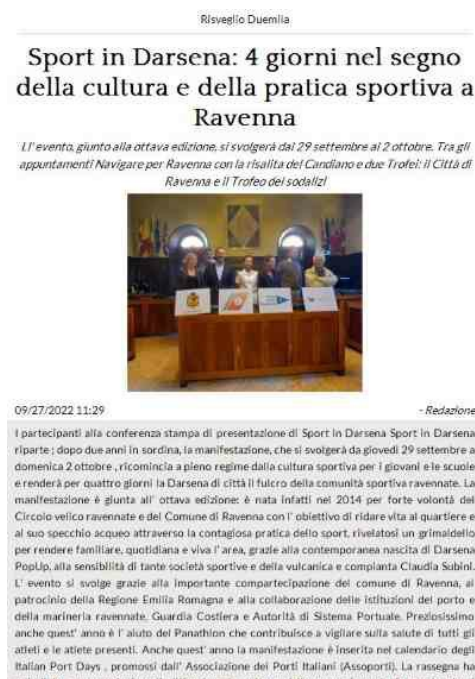 Risveglio Duemila
Sport in Darsena: 4 giorni nel segno
della cultura e della pratica sportiva a
Ravenna
L'evento, giunto alla ottava edizione, si svolgerà dal 29 settembre al 2 ottobre. Tra gli
appuntamenti Navigare per Ravenna con la risalita del Candiano e due Trofei: il Città di
Ravenna e il Trofeo dei sodalizi
09/27/2022 11:29
- Redazione
I partecipanti alla conferenza stampa di presentazione di Sport in Darsena Sport in Darsena
riparte ; dopo due anni in sordina, la manifestazione, che si svolgerà da giovedì 29 settembre a
domenica 2 ottobre , ricomincia a pieno regime dalla cultura sportiva per i giovani e le scuole
e renderà per quattro giorni la Darsena di città il fulcro della comunità sportiva ravennate. La
manifestazione è giunta all' ottava edizione: è nata infatti nel 2014 per forte volontà del
Circolo velico ravennate e del Comune di Ravenna con l' obiettivo di ridare vita al quartiere e
al suo specchio acqueo attraverso la contagiosa pratica dello sport, rivelatosi un grimaldello
per rendere familiare, quotidiana e viva l' area, grazie alla contemporanea nascita di Darsena
PopUp, alla sensibilità di tante società sportive e della vulcanica e compianta Claudia Subini.
L' evento si svolge grazie alla importante compartecipazione del comune di Ravenna, al
patrocinio della Regione Emilia Romagna e alla collaborazione delle istituzioni del porto e
della marineria ravennate, Guardia Costiera e Autorità di Sistema Portuale. Preziosissimo
anche quest' anno è l' aiuto del Panathlon che contribuisce a vigilare sulla salute di tutti gli
atleti e le atlete presenti. Anche quest' anno la manifestazione è inserita nel calendario degli
Italian Port Days , promossi dall' Associazione dei Porti Italiani (Assoporti). La rassegna ha